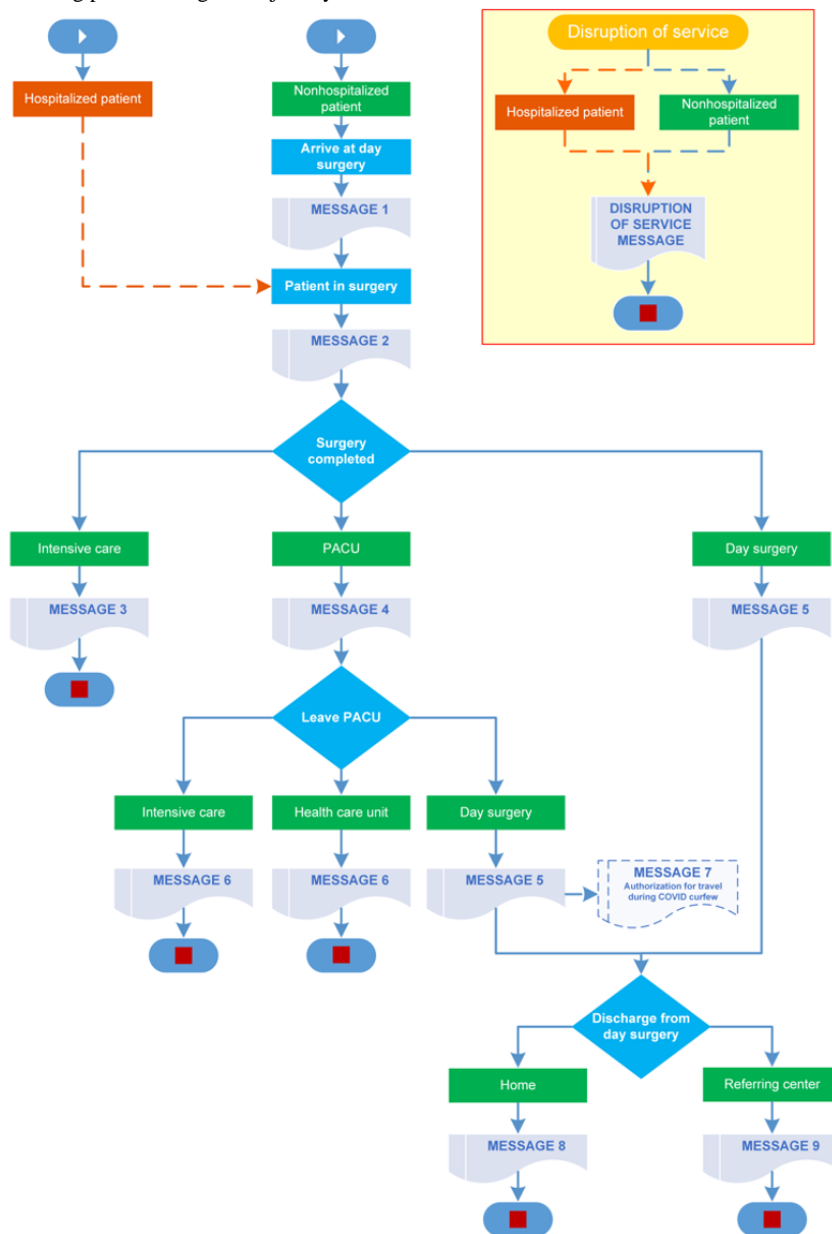 Disruption of service
Hospitalized patient
Nonhospitalized
patient
Hospitalized patient
Nonhospitalized
patient
Arrive at day
surgery
MESSAGE 1
DISRUPTION
OF SERVICE
MESSAGE
Patient in surgery
MESSAGE 2
Surgery
completed
Intensive care
PACU
Day surgery
MESSAGE 3
MESSAGE 4
MESSAGE 5
Leave PACU
Intensive care
Health care unit
Day surgery
MESSAGE 6
MESSAGE 6
MESSAGE 5
MESSAGE 7
Authorization for travel
during COVID curfew
Discharge from
day surgery
Home
Referring center
MESSAGE 8
MESSAGE 9